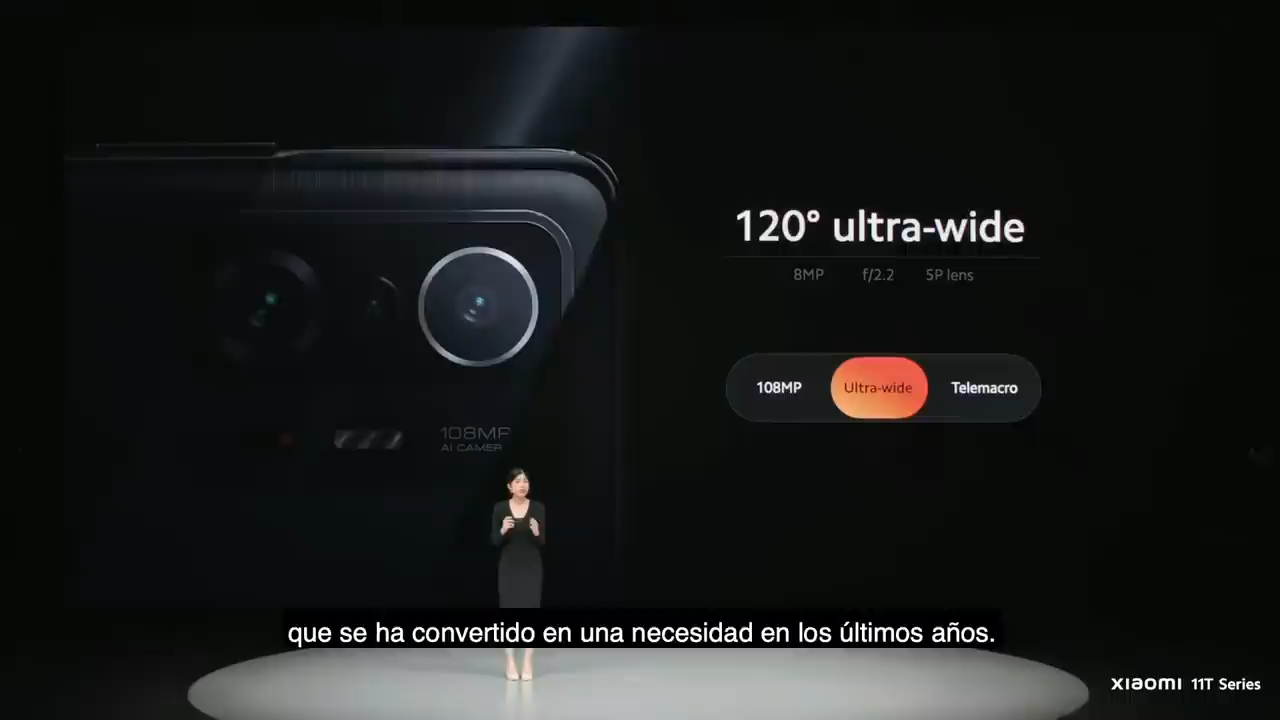 120° ultra-wide
8MP f/2.2 5P lens
108MP Ultra-wide Telemacro
108MP
AI CAMER
que se ha convertido en una necesidad en los últimos años.
xiaomi 11T Series